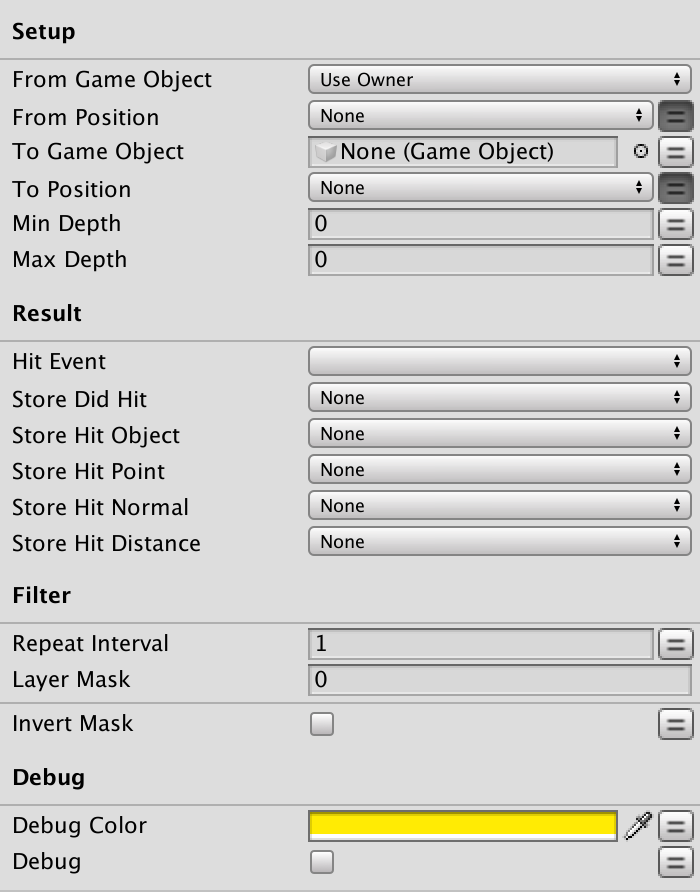 Setup
From Game Object Use Owner
From Position None
To Game Object None (Game Object)
To Position None
Min Depth 0
Max Depth 0
Result
Hit Event
Store Did Hit None
Store Hit Object None
Store Hit Point None
Store Hit Normal None
Store Hit Distance None
Filter
Repeat Interval 1
Layer Mask 0
Invert Mask
Debug
Debug Color
Debug